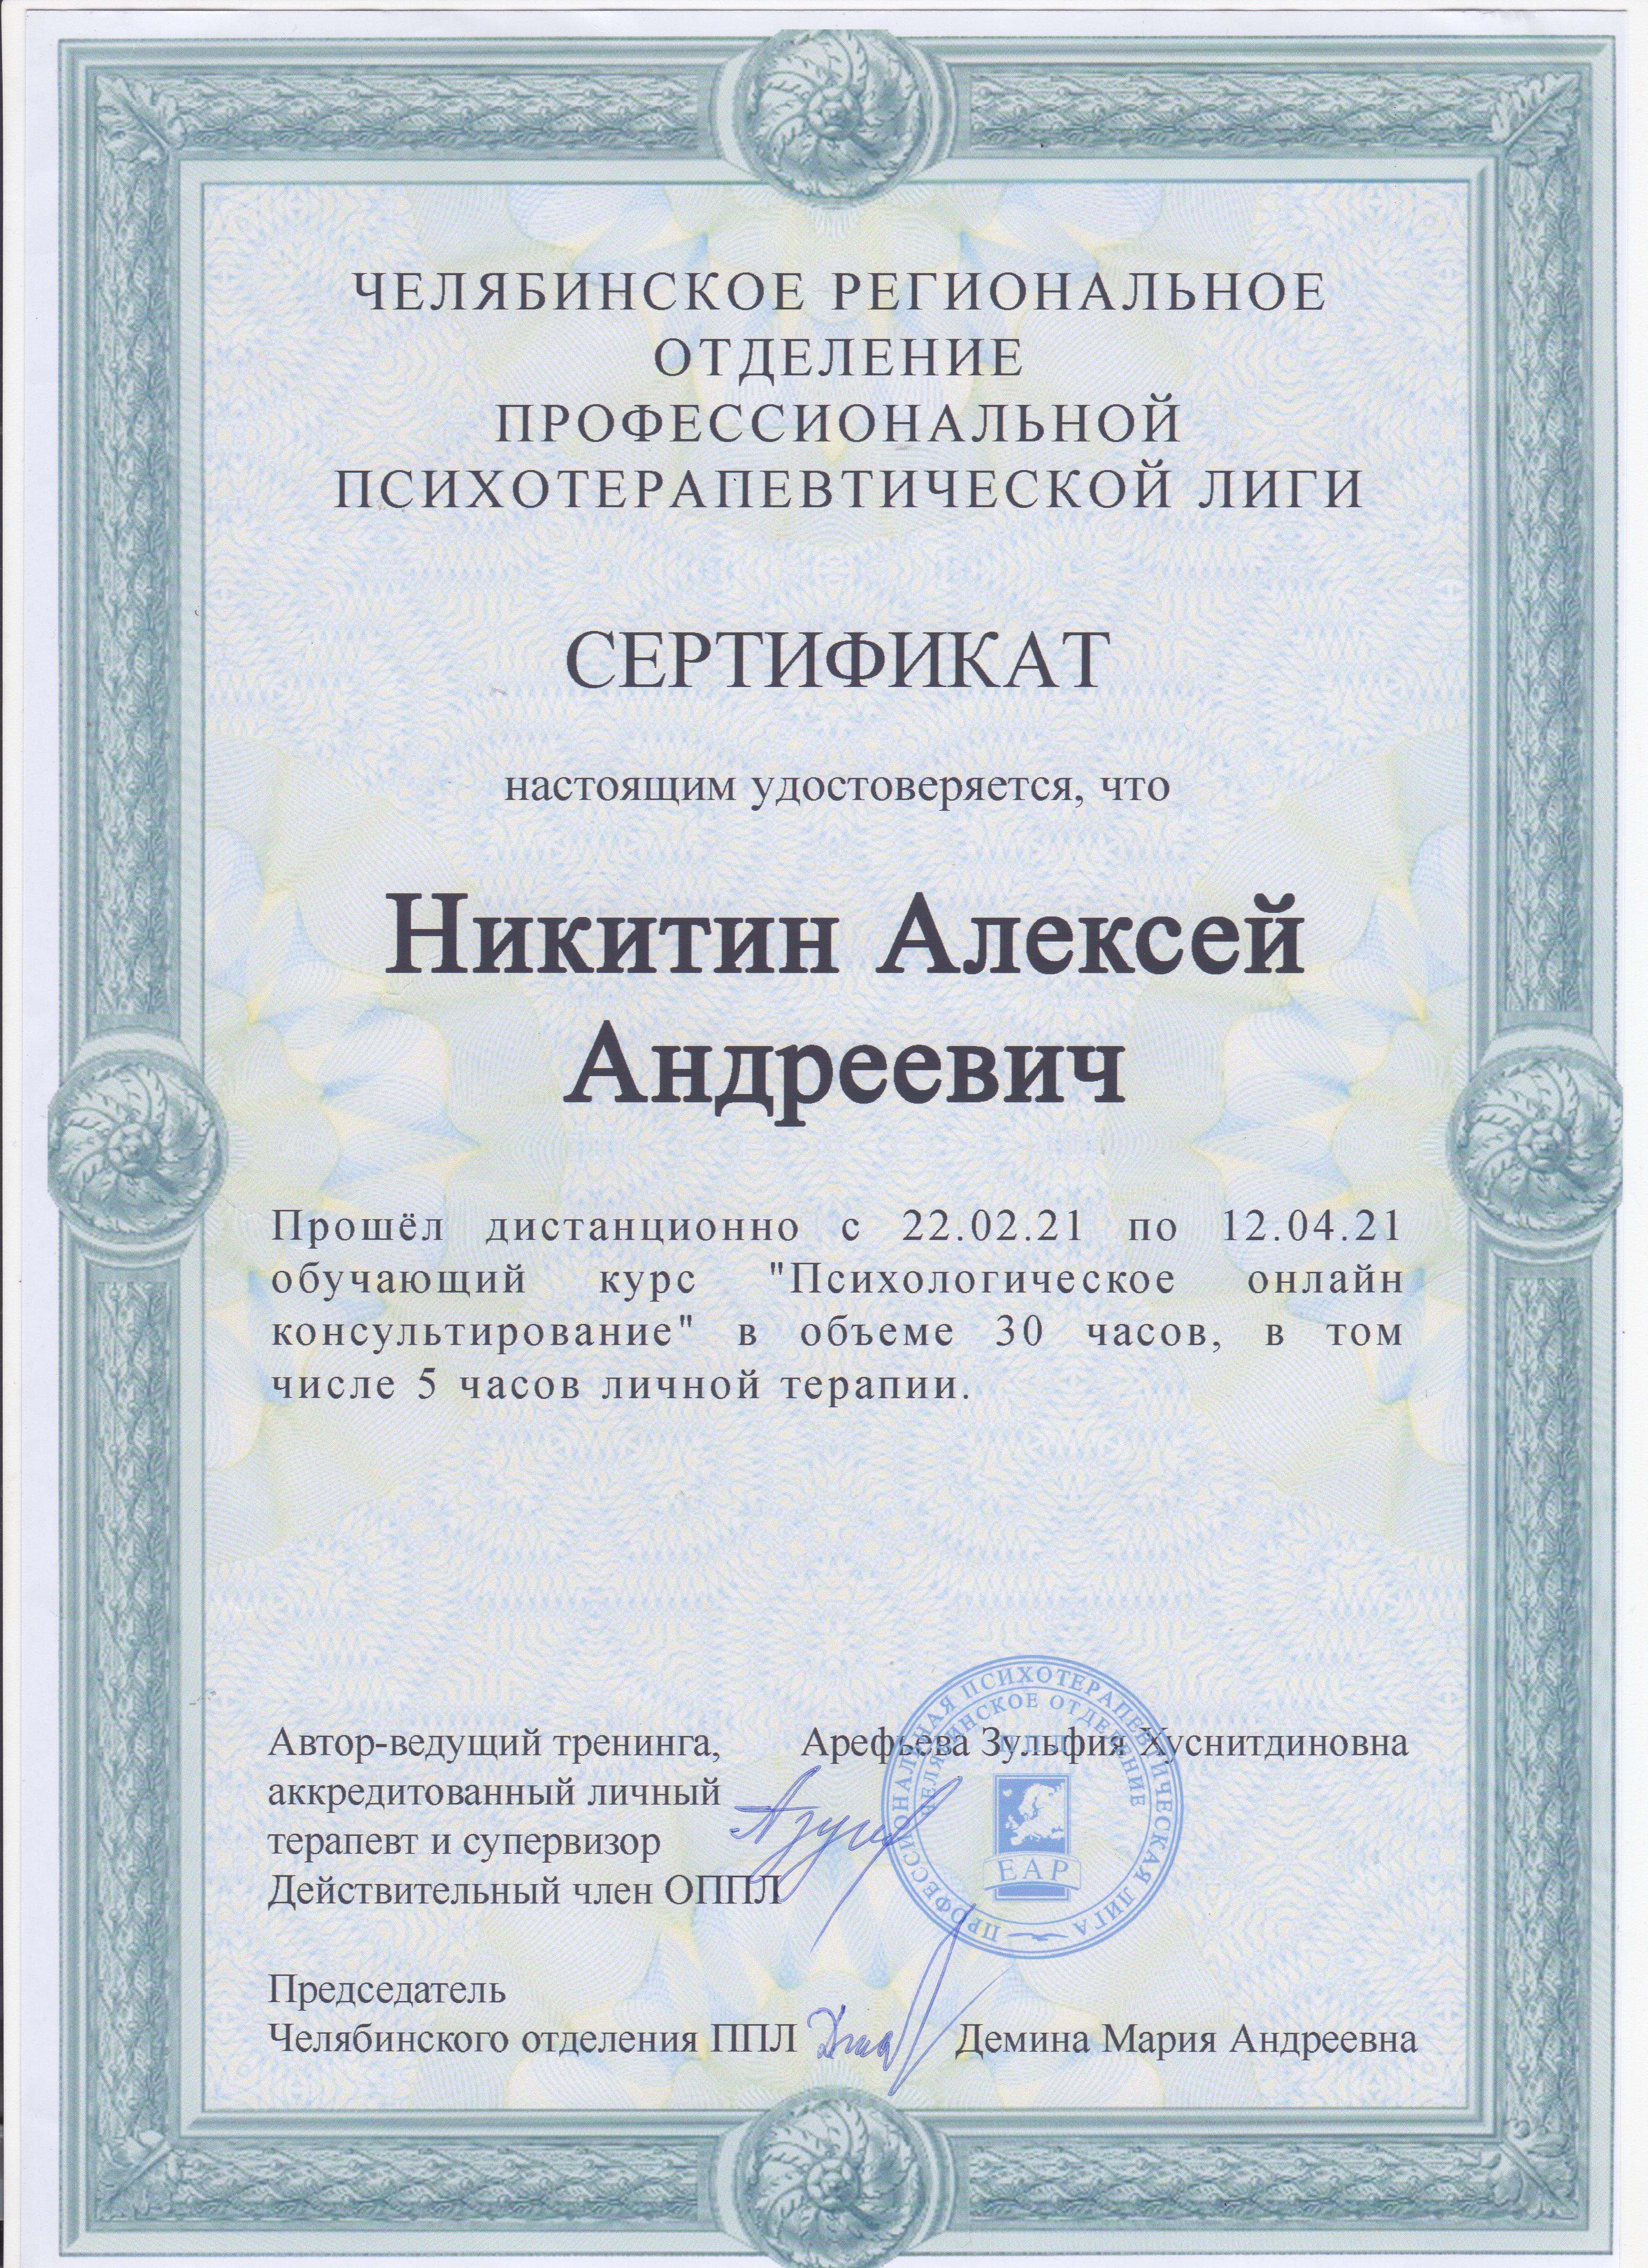 ЧЕЛЯБИНСКОЕ РЕГИОНАЛЬНОЕ
ОТДЕЛЕНИЕ
ПРОФЕССИОНАЛЬНОЙ
ПСИХОТЕРАПЕВТИЧЕСКОЙ ЛИГИ
СЕРТИФИКАТ
настоящим удостоверяется, что
Никитин Алексей
Андреевич
Прошёл дистанционно с 22.02.21 по 12.04.21
обучающий курс "Психологическое онлайн
консультирование" в объеме 30 часов, в том
числе 5 часов личной терапии.
Автор-ведущий тренинга, Арефьева Зульфия Хуснитдиновна
аккредитованный личный
терапевт и супервизор
Действительный член ОППЛ
ПРОФЕССИОНАЛЬНАЯ ПСИХОТЕРАПЕВТИЧЕСКАЯ ЛИГА
ЧЕЛЯБИНСКОЕ ОТДЕЛЕНИЕ
EAP
Председатель
Челябинского отделения ППЛ Демина Мария Андреевна